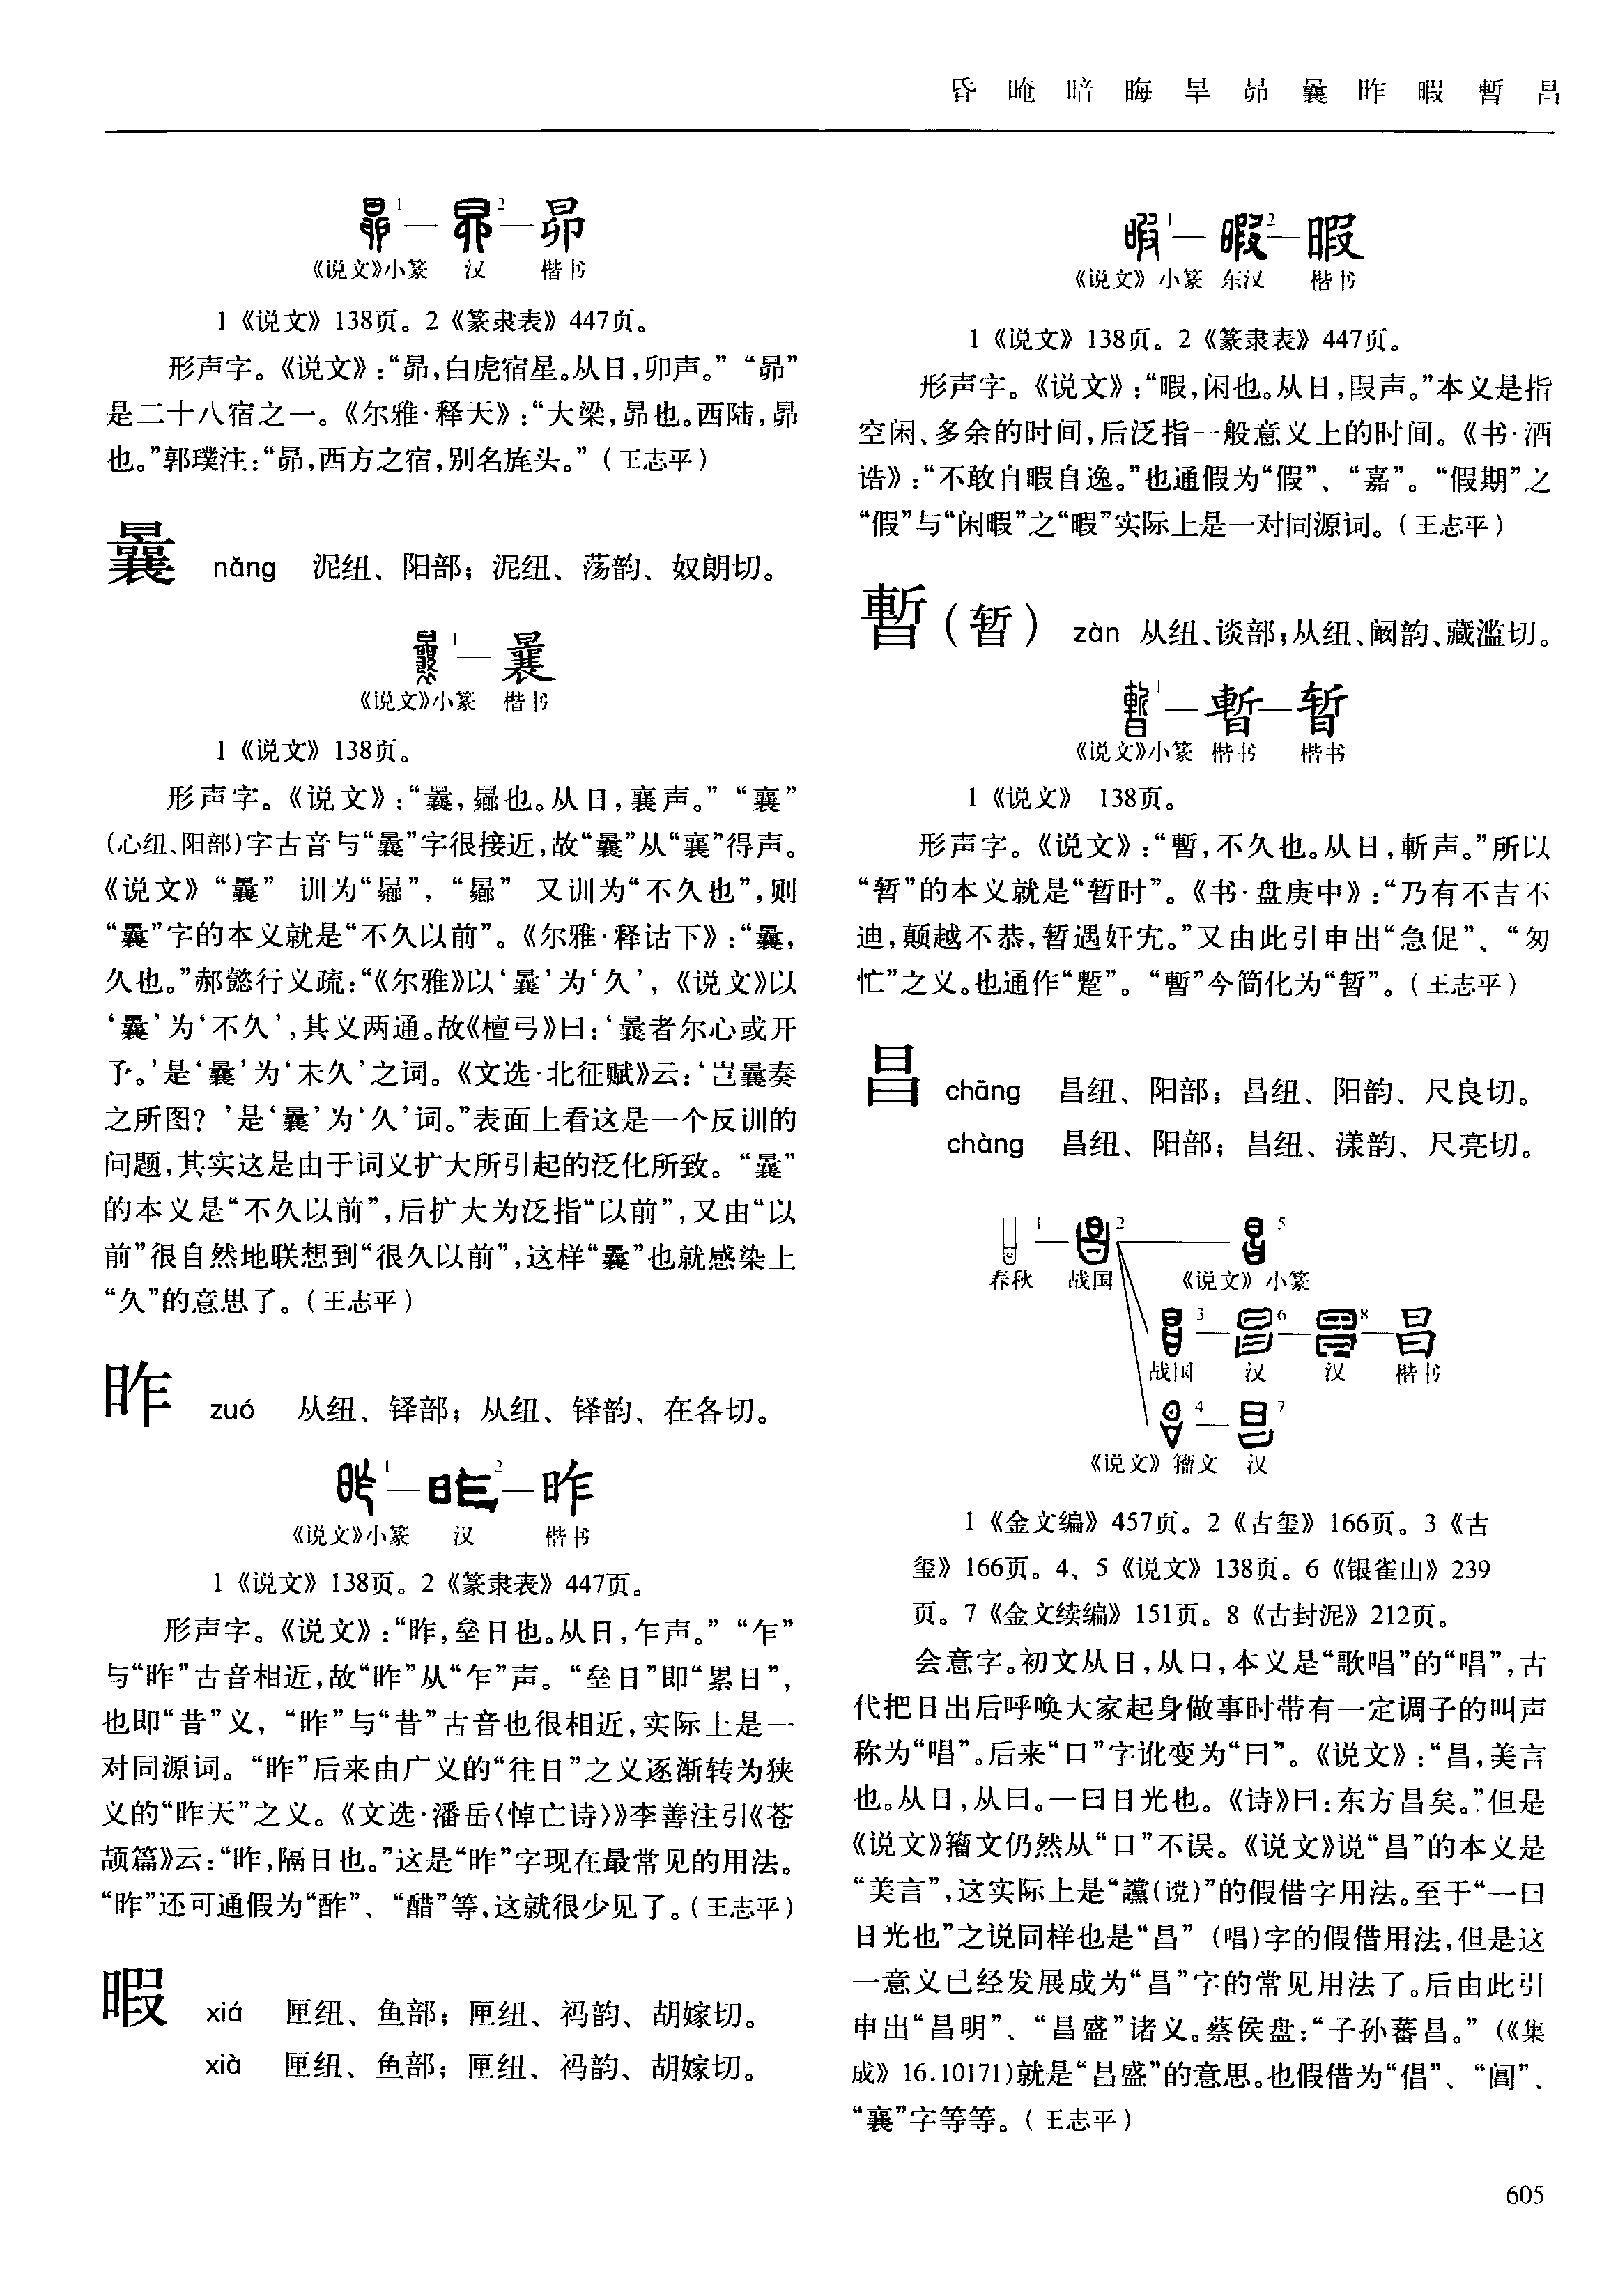 昏 晻 暗 晦 旱 昴 曩 昨 暇 暫 昌
1—2—昴
《说文》小篆 汉 楷书
1《说文》138页。2《篆隶表》447页。
形声字。《说文》:“昴,白虎宿星。从日,卯声。”“昴”
是二十八宿之一。《尔雅·释天》:“大梁,昴也。西陆,昴
也。”郭璞注:“昴,西方之宿,别名旄头。”(王志平)
曩 nǎng 泥纽、阳部;泥纽、荡韵、奴朗切。
1—曩
《说文》小篆 楷书
1《说文》138页。
形声字。《说文》:“曩,曏也。从日,襄声。”“襄”
(心纽、阳部)字古音与“曩”字很接近,故“曩”从“襄”得声。
《说文》“曩” 训为“曏”,“曏” 又训为“不久也”,则
“曩”字的本义就是“不久以前”。《尔雅·释诂下》:“曩,
久也。”郝懿行义疏:“《尔雅》以‘曩’为‘久’,《说文》以
‘曩’为‘不久’,其义两通。故《檀弓》曰:‘曩者尔心或开
予。’是‘曩’为‘未久’之词。《文选·北征赋》云:‘岂曩奏
之所图?’是‘曩’为‘久’词。”表面上看这是一个反训的
问题,其实这是由于词义扩大所引起的泛化所致。“曩”
的本义是“不久以前”,后扩大为泛指“以前”,又由“以
前”很自然地联想到“很久以前”,这样“曩”也就感染上
“久”的意思了。(王志平)
昨 zuó 从纽、铎部;从纽、铎韵、在各切。
1—2—昨
《说文》小篆 汉 楷书
1《说文》138页。2《篆隶表》447页。
形声字。《说文》:“昨,垒日也。从日,乍声。”“乍”
与“昨”古音相近,故“昨”从“乍”声。“垒日”即“累日”,
也即“昔”义,“昨”与“昔”古音也很相近,实际上是一
对同源词。“昨”后来由广义的“往日”之义逐渐转为狭
义的“昨天”之义。《文选·潘岳〈悼亡诗〉》李善注引《苍
颉篇》云:“昨,隔日也。”这是“昨”字现在最常见的用法。
“昨”还可通假为“酢”、“醋”等,这就很少见了。(王志平)
暇 xiá 匣纽、鱼部;匣纽、祃韵、胡嫁切。
xià 匣纽、鱼部;匣纽、祃韵、胡嫁切。
1—2—暇
《说文》小篆 东汉 楷书
1《说文》138页。2《篆隶表》447页。
形声字。《说文》:“暇,闲也。从日,叚声。”本义是指
空闲、多余的时间,后泛指一般意义上的时间。《书·酒
诰》:“不敢自暇自逸。”也通假为“假”、“嘉”。“假期”之
“假”与“闲暇”之“暇”实际上是一对同源词。(王志平)
暫(暂) zàn 从纽、谈部;从纽、阚韵、藏滥切。
1—暫—暂
《说文》小篆 楷书 楷书
1《说文》 138页。
形声字。《说文》:“暫,不久也。从日,斬声。”所以
“暂”的本义就是“暂时”。《书·盘庚中》:“乃有不吉不
迪,颠越不恭,暂遇奸宄。”又由此引申出“急促”、“匆
忙”之义。也通作“蹔”。“暫”今简化为“暂”。(王志平)
昌 chāng 昌纽、阳部;昌纽、阳韵、尺良切。
chàng 昌纽、阳部;昌纽、漾韵、尺亮切。
1—2—5
春秋 战国 《说文》小篆
3—6—8—昌
战国 汉 汉 楷书
4—7
《说文》籀文 汉
1《金文编》457页。2《古玺》166页。3《古
玺》166页。4、5《说文》138页。6《银雀山》239
页。7《金文续编》151页。8《古封泥》212页。
会意字。初文从日,从口,本义是“歌唱”的“唱”,古
代把日出后呼唤大家起身做事时带有一定调子的叫声
称为“唱”。后来“口”字讹变为“曰”。《说文》:“昌,美言
也。从日,从曰。一曰日光也。《诗》曰:东方昌矣。”但是
《说文》籀文仍然从“口”不误。《说文》说“昌”的本义是
“美言”,这实际上是“讜(谠)”的假借字用法。至于“一曰
日光也”之说同样也是“昌”(唱)字的假借用法,但是这
一意义已经发展成为“昌”字的常见用法了。后由此引
申出“昌明”、“昌盛”诸义。蔡侯盘:“子孙蕃昌。”(《集
成》16.10171)就是“昌盛”的意思。也假借为“倡”、“閶”、
“襄”字等等。(王志平)
605